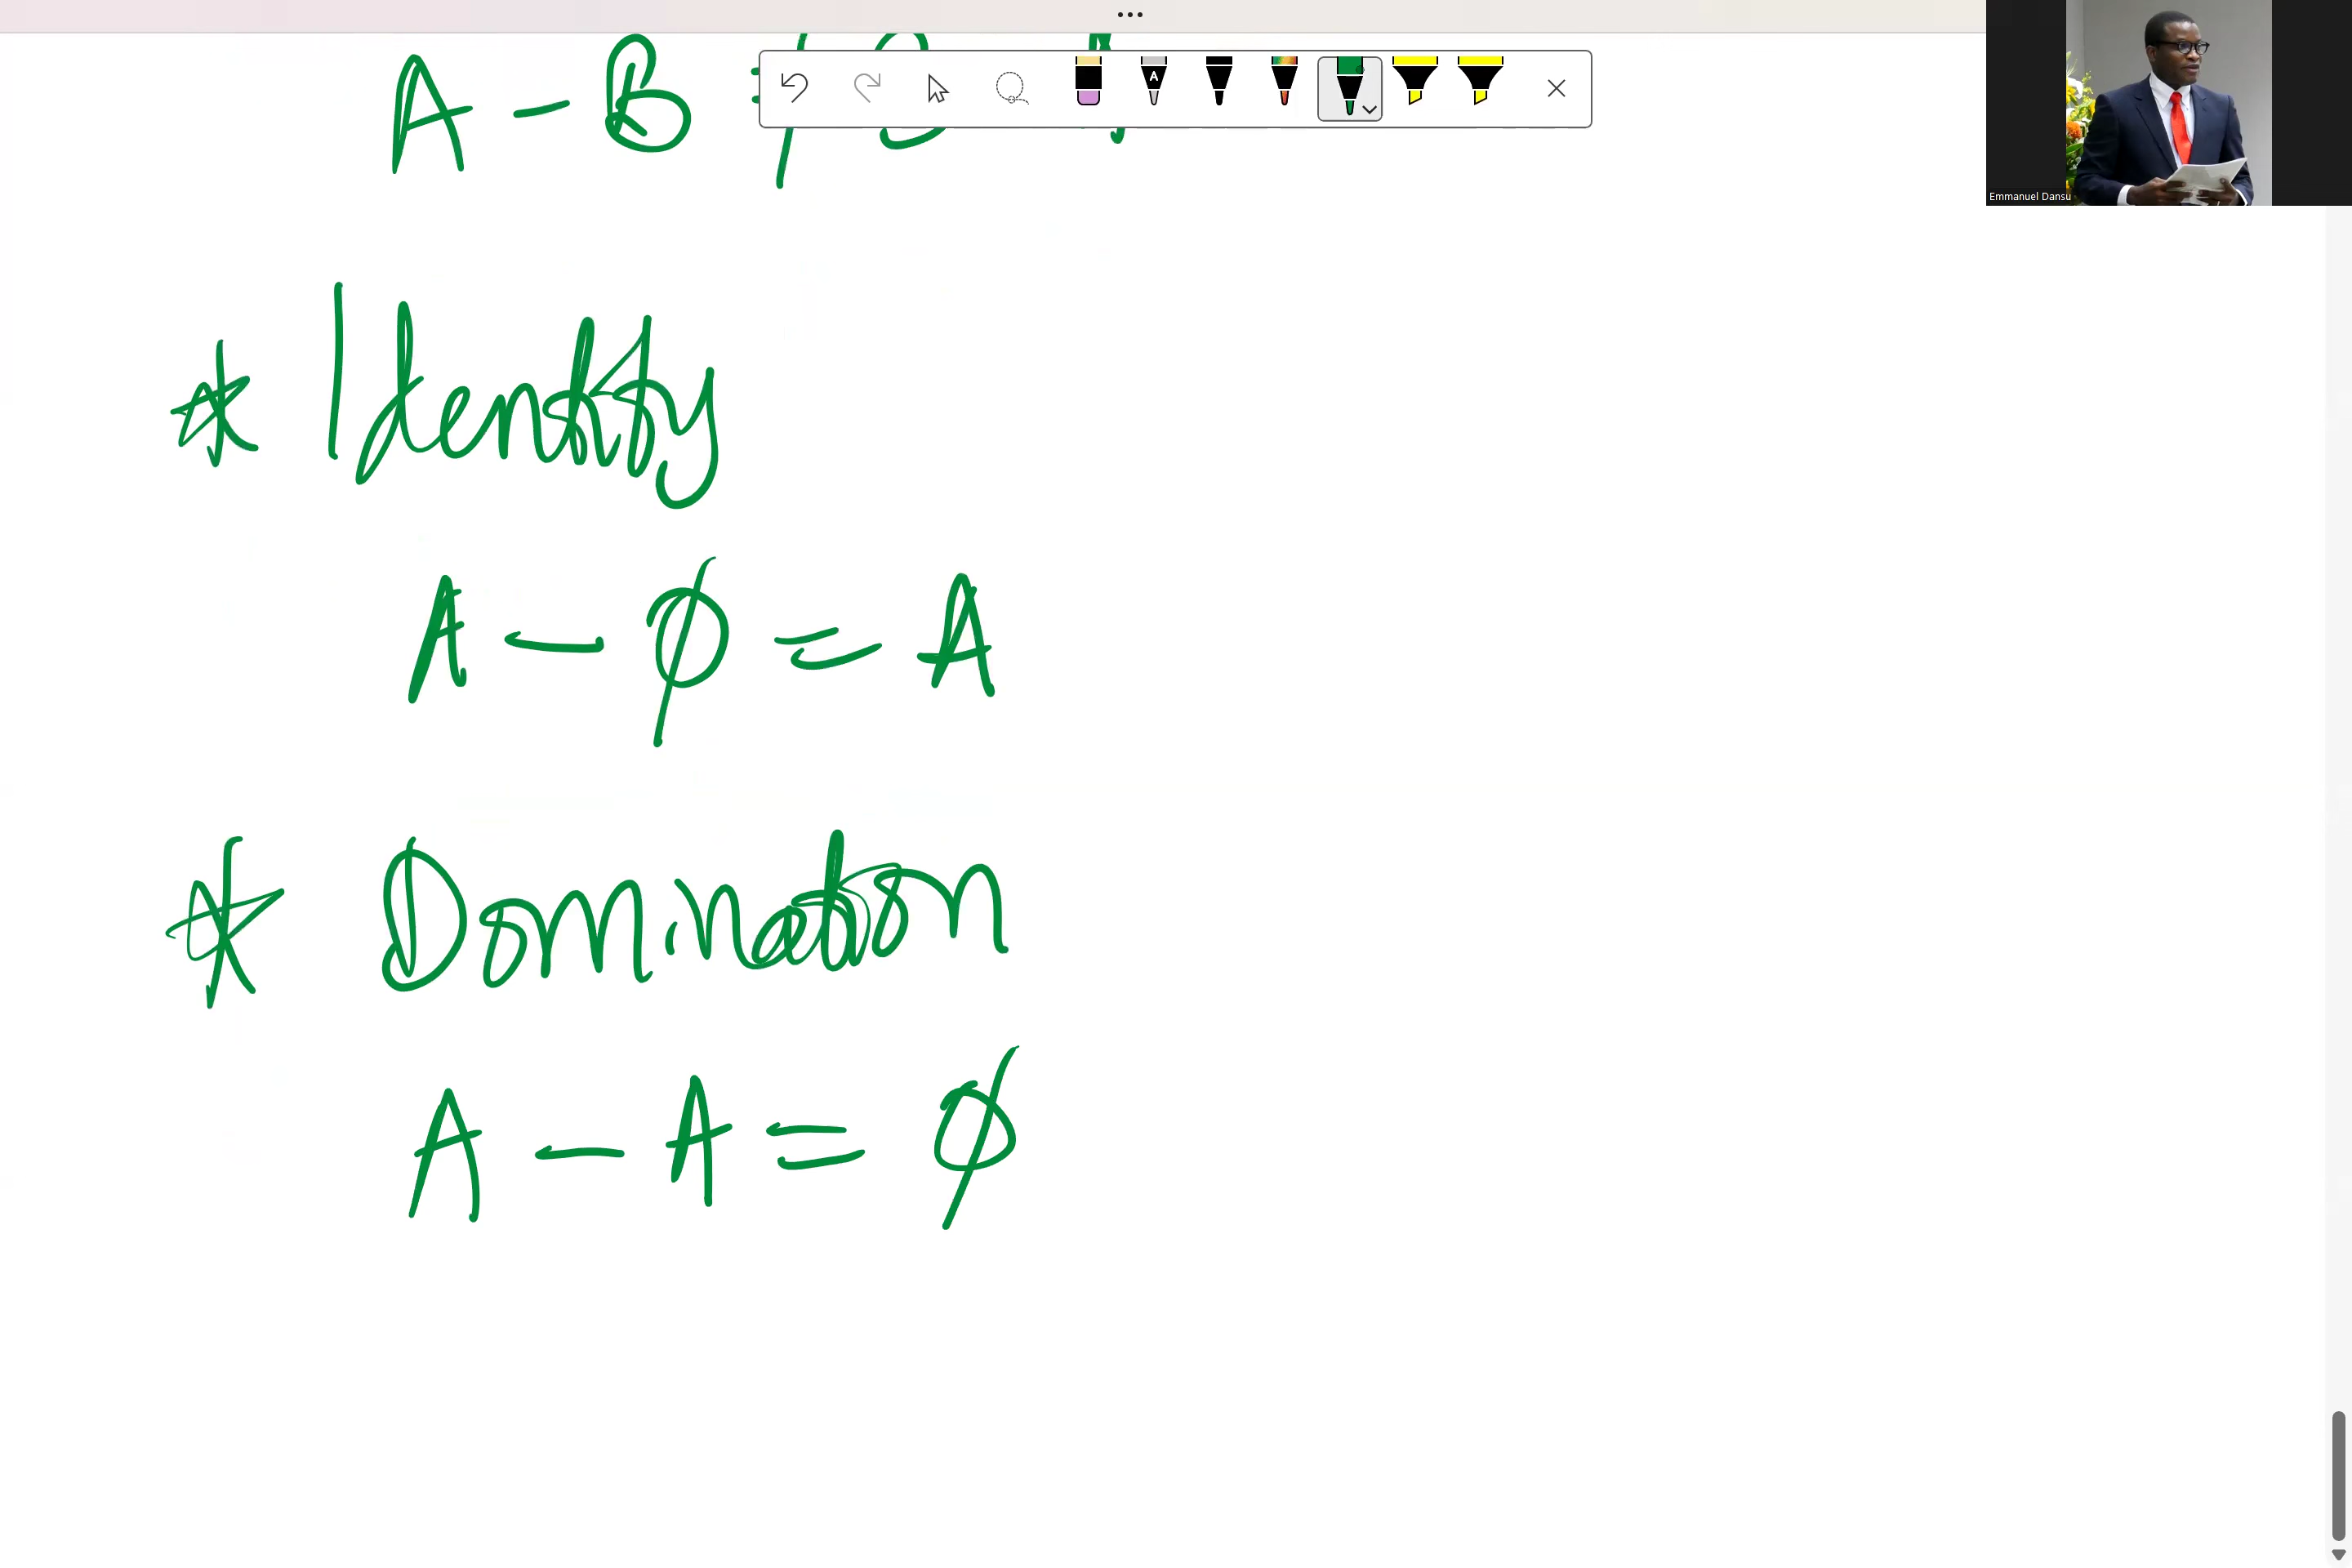 A - B ≠ B - A
Emmanuel Dansu
* Identity
A - ϕ = A
* Domination
A - A = ϕ